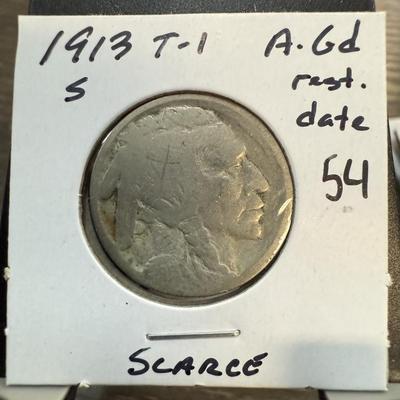 1913 T-1 A.Gd
S rest.
date
54
SCARCE